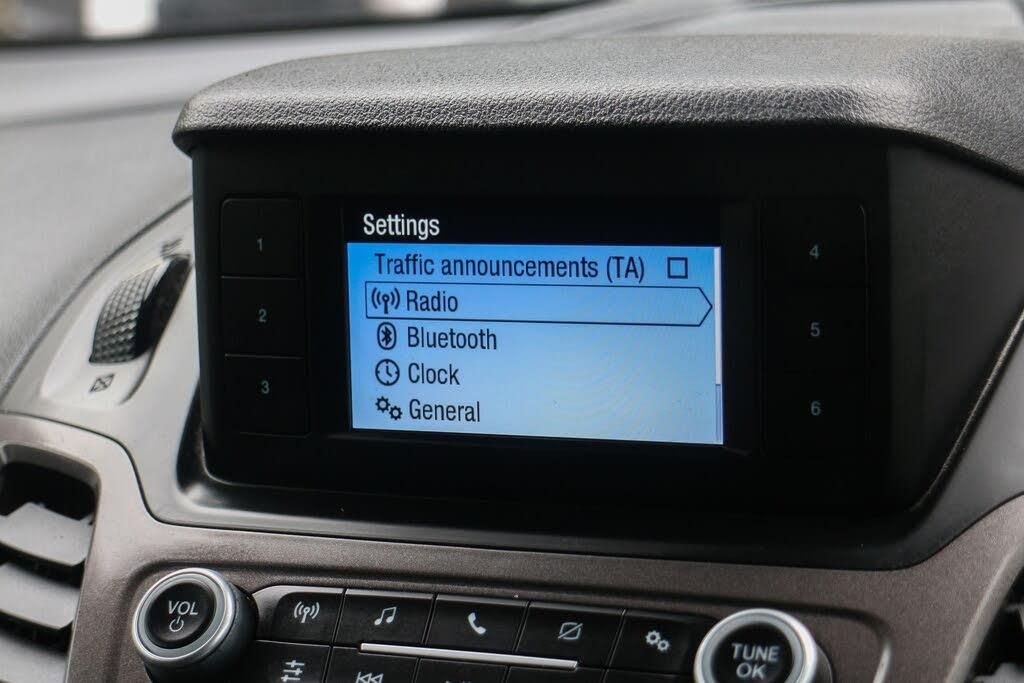 Settings
Traffic announcements (TA)
Radio
Bluetooth
Clock
General
1
2
3
4
5
6
VOL
TUNE
OK